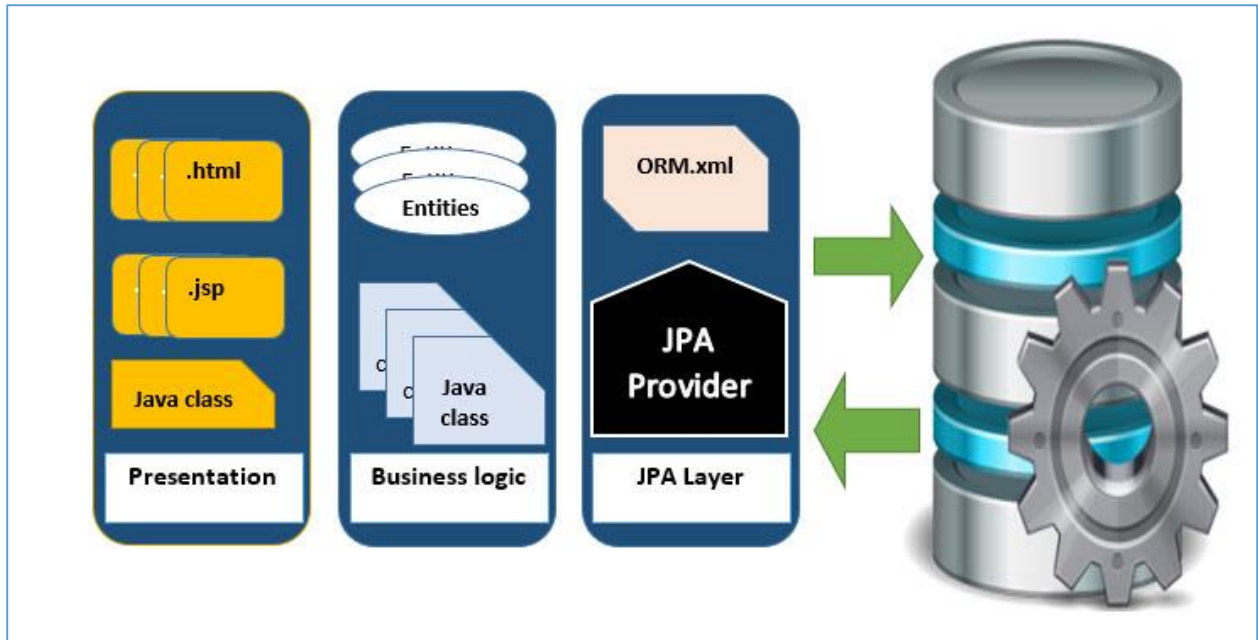 .html
.jsp
Java class
Presentation
Entities
Java
class
Business logic
ORM.xml
JPA
Provider
JPA Layer